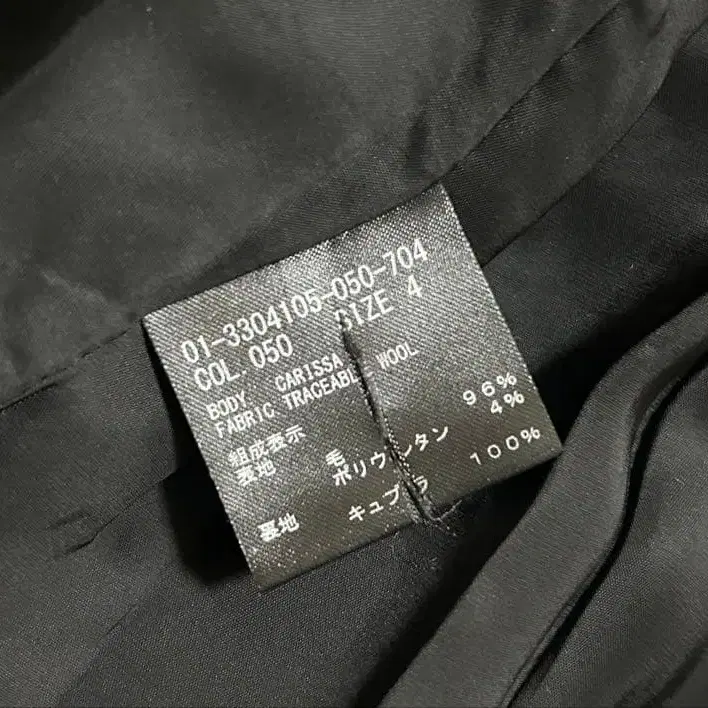 01-3304105-050-704
COL. 050 SIZE 4
BODY CARISSA
FABRIC TRACEABLE WOOL
組成表示
表地 毛 96%
ポリウレタン 4%
裏地 キュプラ 100%